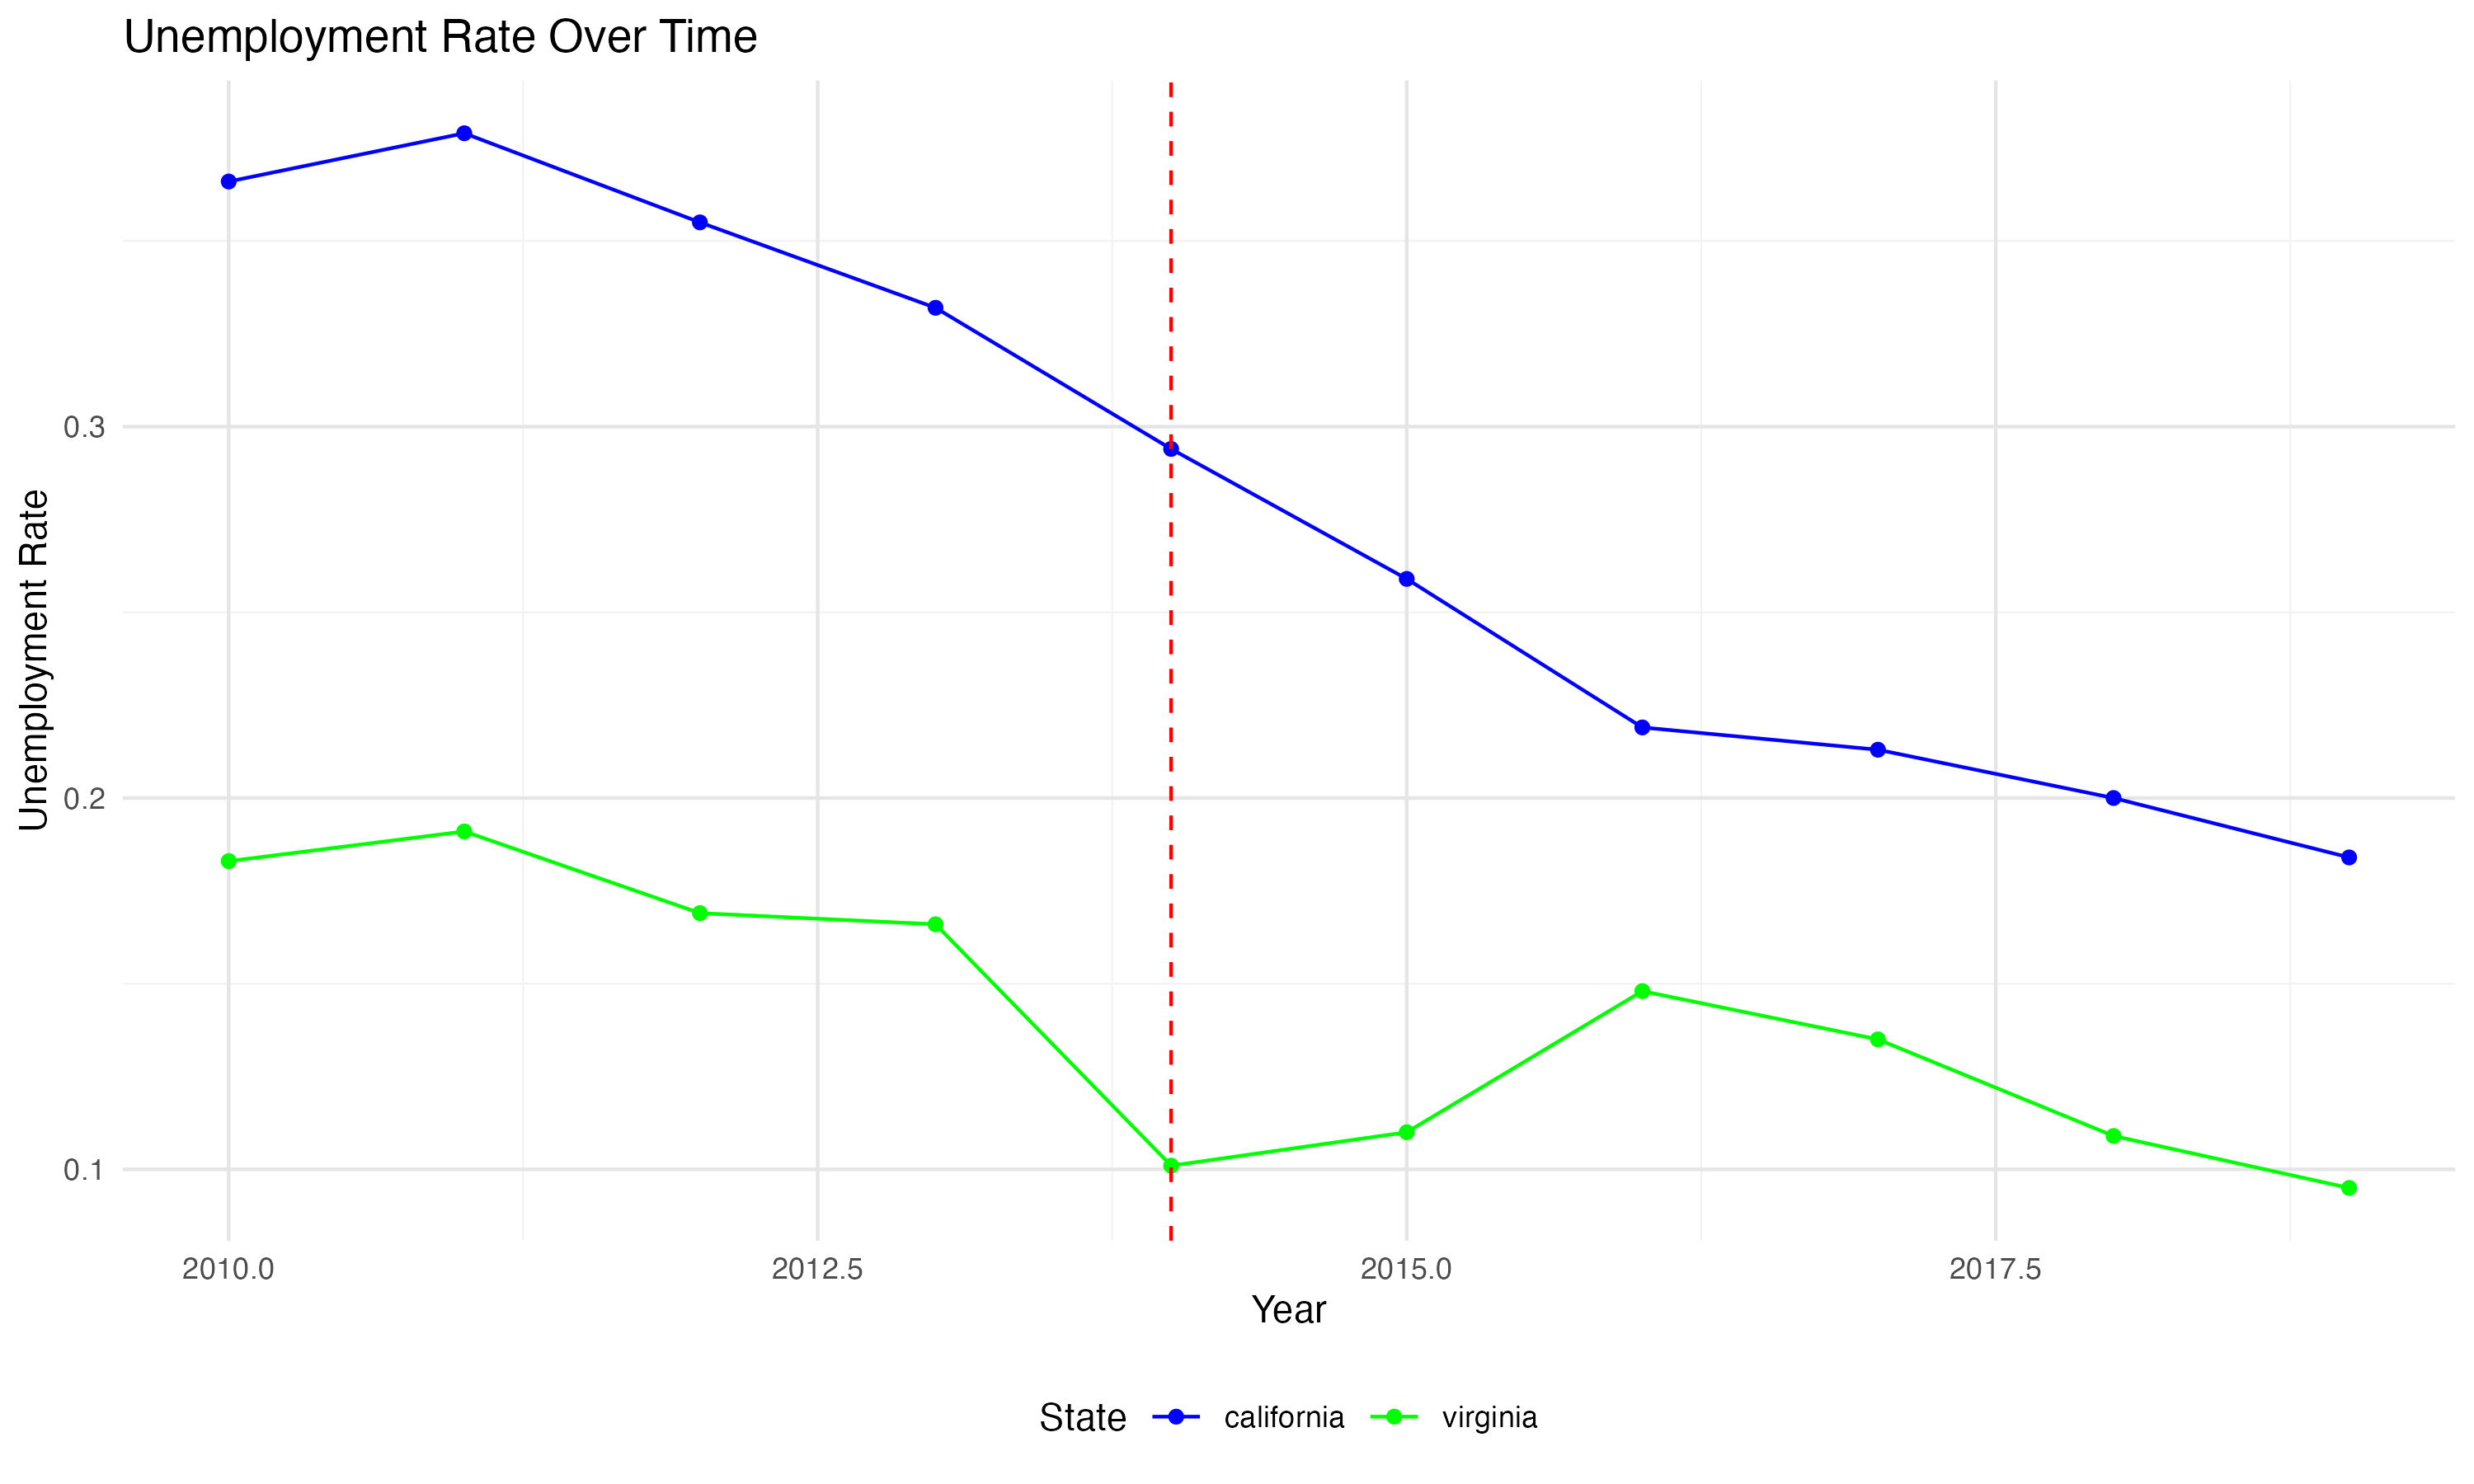 Unemployment Rate Over Time
Unemployment Rate
0.3
0.2
0.1
2010.0 2012.5 2015.0 2017.5
Year
State california virginia